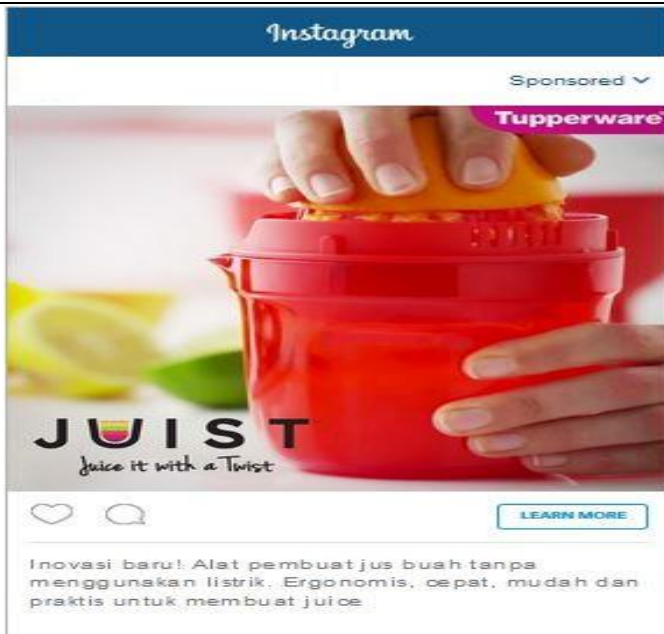 Instagram
Sponsored
Tupperware
JUIST
Juice it with a Twist
LEARN MORE
Inovasi baru! Alat pembuat jus buah tanpa
menggunakan listrik. Ergonomis, cepat, mudah dan
praktis untuk membuat juice